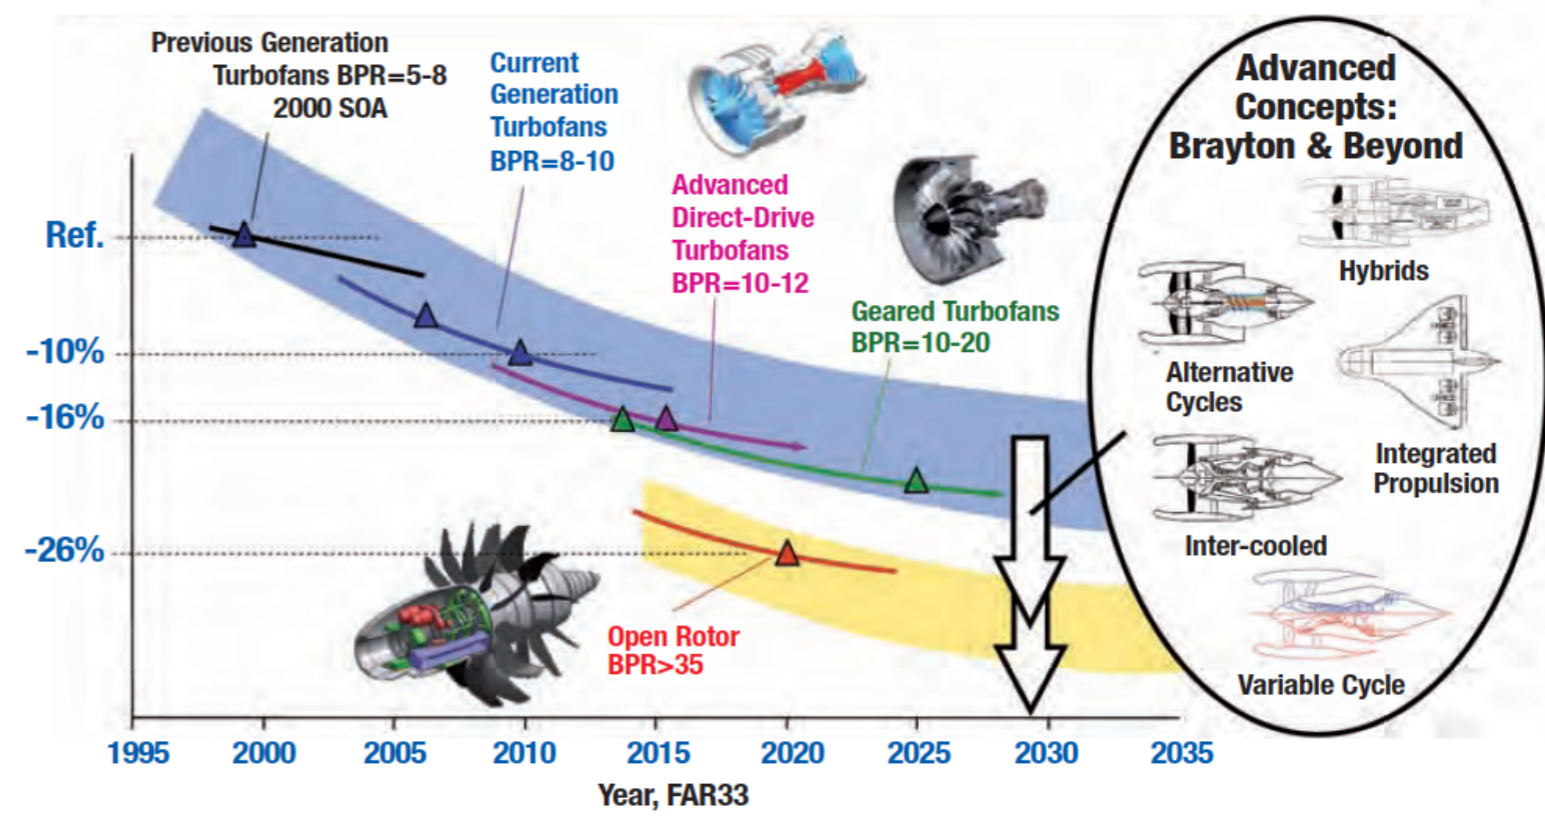 Previous Generation
Turbofans BPR=5-8
2000 SOA
Current
Generation
Turbofans
BPR=8-10
Advanced
Direct-Drive
Turbofans
BPR=10-12
Geared Turbofans
BPR=10-20
Open Rotor
BPR>35
Ref.
-10%
-16%
-26%
1995
2000
2005
2010
2015
2020
2025
2030
2035
Year, FAR33
Advanced
Concepts:
Brayton & Beyond
Hybrids
Alternative
Cycles
Integrated
Propulsion
Inter-cooled
Variable Cycle